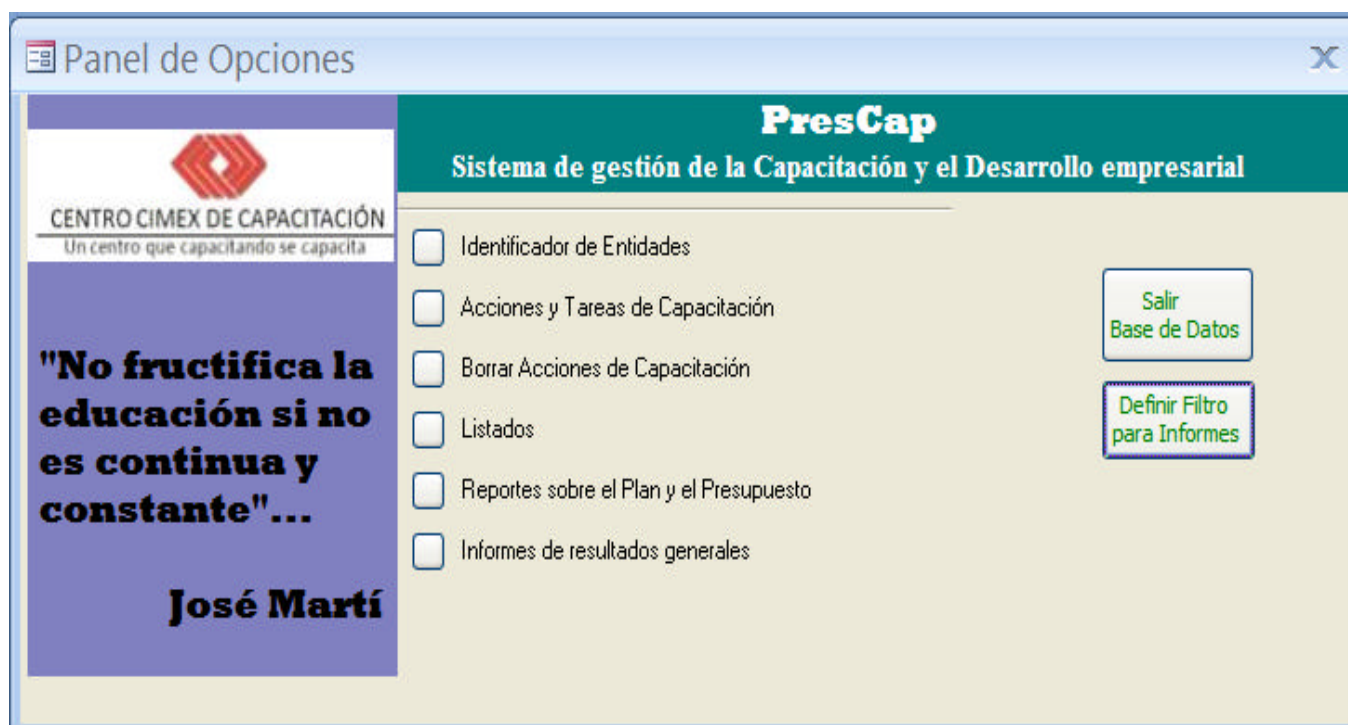 Panel de Opciones
PresCap
Sistema de gestión de la Capacitación y el Desarrollo empresarial
CENTRO CIMEX DE CAPACITACIÓN
Un centro que capacitando se capacita
"No fructifica la
educación si no
es continua y
constante"...
José Martí
Identificador de Entidades
Acciones y Tareas de Capacitación
Borrar Acciones de Capacitación
Listados
Reportes sobre el Plan y el Presupuesto
Informes de resultados generales
Salir
Base de Datos
Definir Filtro
para Informes